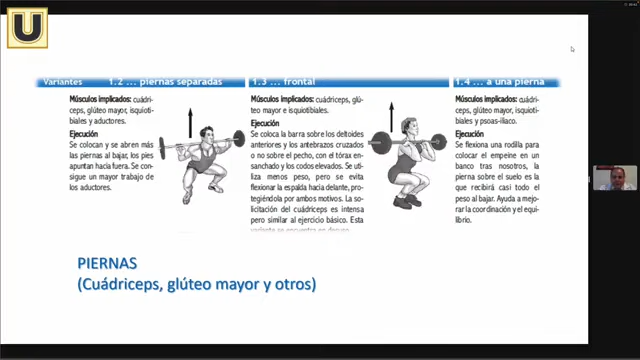 U
Variantes 1.2 ... piernas separadas
Músculos implicados: cuádri-
ceps, glúteo mayor, isquioti-
biales y aductores.
Ejecución
Se colocan y se abren más
las piernas al bajar, los pies
apuntan hacia fuera. Se con-
sigue un mayor trabajo de
los aductores.
1.3 ... frontal
Músculos implicados: cuádriceps, glú-
teo mayor e isquiotibiales.
Ejecución
Se coloca la barra sobre los deltoides
anteriores y los antebrazos cruzados
o no sobre el pecho, con el tórax en-
sanchado y los codos elevados. Se uti-
liza menos peso, pero se evita
flexionar la espalda hacia delante, pro-
tegiéndola por ambos motivos. La so-
licitación del cuádriceps es intensa
pero similar al ejercicio básico. Esta
variante se encuentra en desuso
1.4 ... a una pierna
Músculos implicados: cuádri-
ceps, glúteo mayor, isquioti-
biales y psoas-ilíaco.
Ejecución
Se flexiona una rodilla para
colocar el empeine en un
banco tras nosotros, la
pierna sobre el suelo es la
que recibirá casi todo el
peso al bajar. Ayuda a mejo-
rar la coordinación y el equi-
librio.
PIERNAS
(Cuádriceps, glúteo mayor y otros)